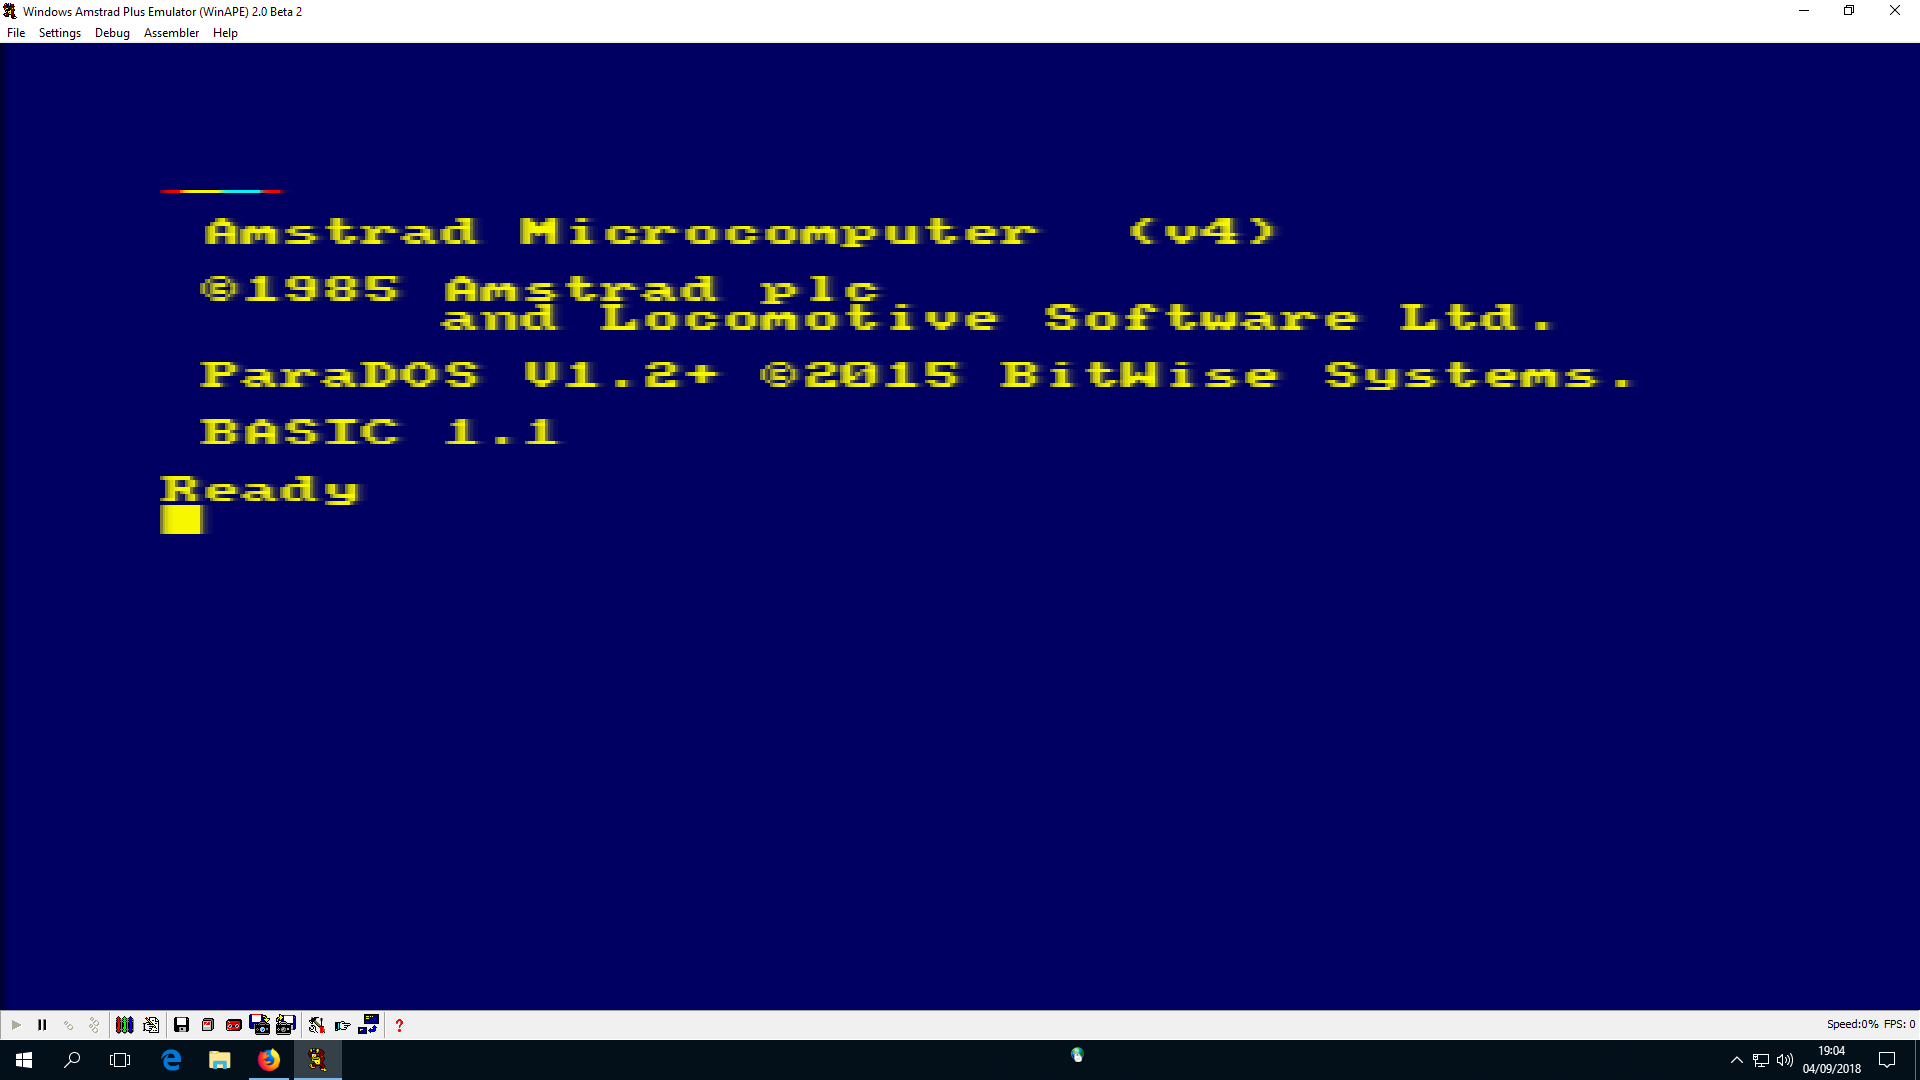 Windows Amstrad Plus Emulator (WinAPE) 2.0 Beta 2
File Settings Debug Assembler Help
Amstrad Microcomputer  (v4)
©1985 Amstrad plc
and Locomotive Software Ltd.
ParaDOS V1.2+ ©2015 BitWise Systems.
BASIC 1.1
Ready
Speed:0% FPS: 0
19:04
04/09/2018